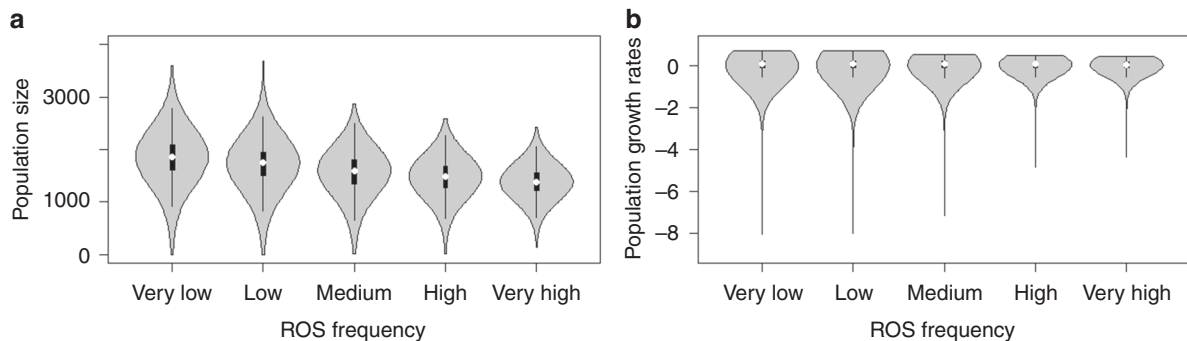 a
Population size
3000
1000
0
Very low Low Medium High Very high
ROS frequency
b
Population growth rates
0
–2
–4
–6
–8
Very low Low Medium High Very high
ROS frequency